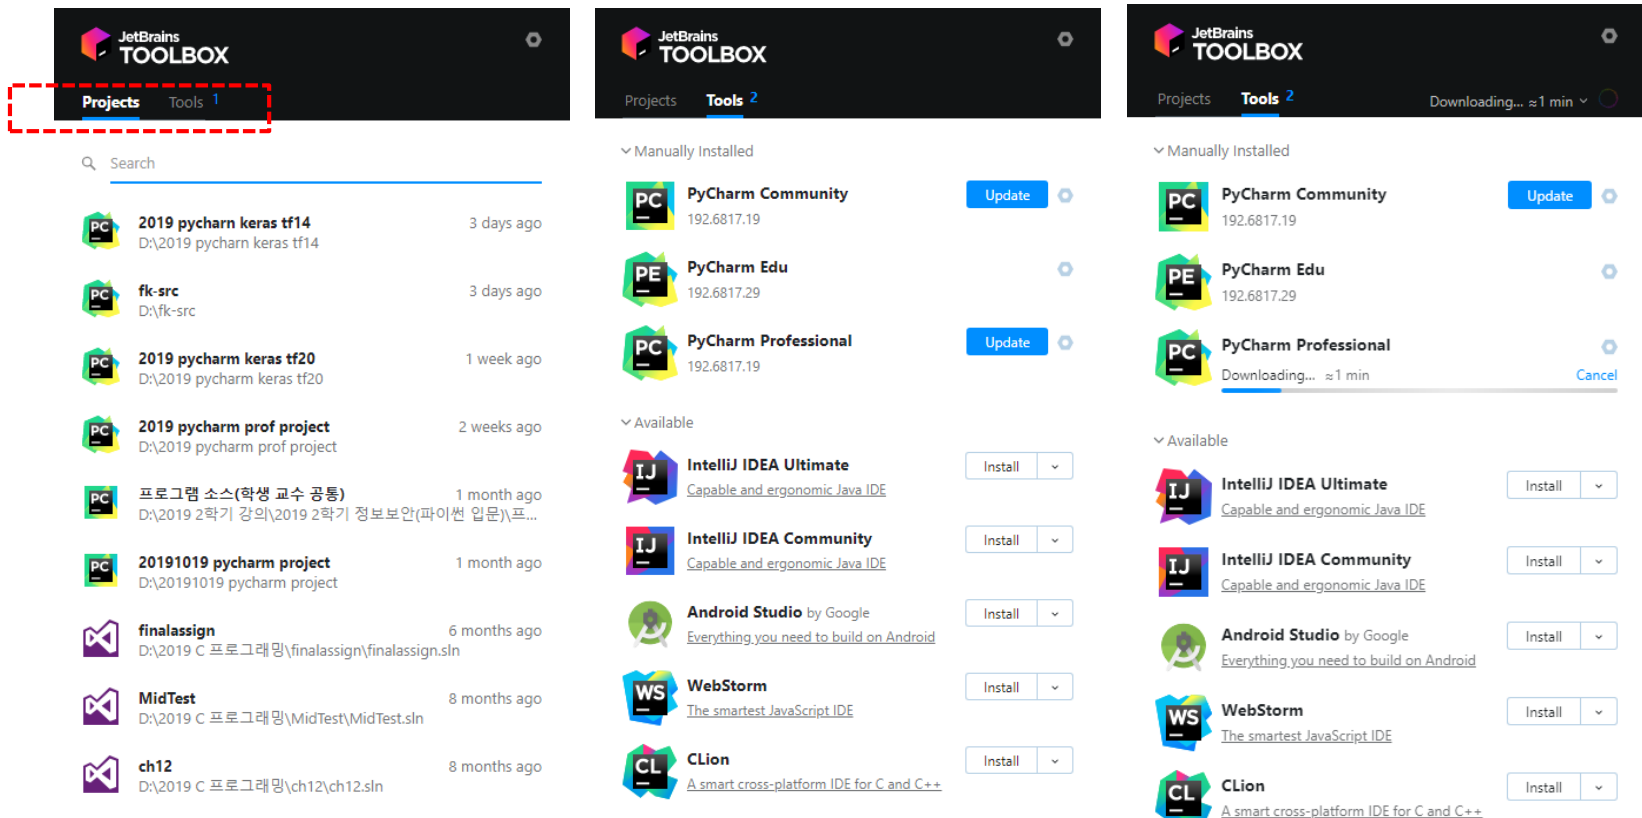 JetBrains
TOOLBOX
Projects Tools 1
Search
2019 pycharn keras tf14 3 days ago
D:\2019 pycharn keras tf14
fk-src 3 days ago
D:\fk-src
2019 pycharm keras tf20 1 week ago
D:\2019 pycharm keras tf20
2019 pycharm prof project 2 weeks ago
D:\2019 pycharm prof project
프로그램 소스(학생 교수 공통) 1 month ago
D:\2019 2학기 강의\2019 2학기 정보보안(파이썬 입문)\프...
20191019 pycharm project 1 month ago
D:\20191019 pycharm project
finalassign 6 months ago
D:\2019 C 프로그래밍\finalassign\finalassign.sln
MidTest 8 months ago
D:\2019 C 프로그래밍\MidTest\MidTest.sln
ch12 8 months ago
D:\2019 C 프로그래밍\ch12\ch12.sln
JetBrains
TOOLBOX
Projects Tools 2
Manually Installed
PyCharm Community Update
192.6817.19
PyCharm Edu
192.6817.29
PyCharm Professional Update
192.6817.19
Available
IntelliJ IDEA Ultimate Install
Capable and ergonomic Java IDE
IntelliJ IDEA Community Install
Capable and ergonomic Java IDE
Android Studio by Google Install
Everything you need to build on Android
WebStorm Install
The smartest JavaScript IDE
CLion Install
A smart cross-platform IDE for C and C++
JetBrains
TOOLBOX
Projects Tools 2 Downloading... ≈1 min
Manually Installed
PyCharm Community Update
192.6817.19
PyCharm Edu
192.6817.29
PyCharm Professional
Downloading... ≈1 min Cancel
Available
IntelliJ IDEA Ultimate Install
Capable and ergonomic Java IDE
IntelliJ IDEA Community Install
Capable and ergonomic Java IDE
Android Studio by Google Install
Everything you need to build on Android
WebStorm Install
The smartest JavaScript IDE
CLion Install
A smart cross-platform IDE for C and C++